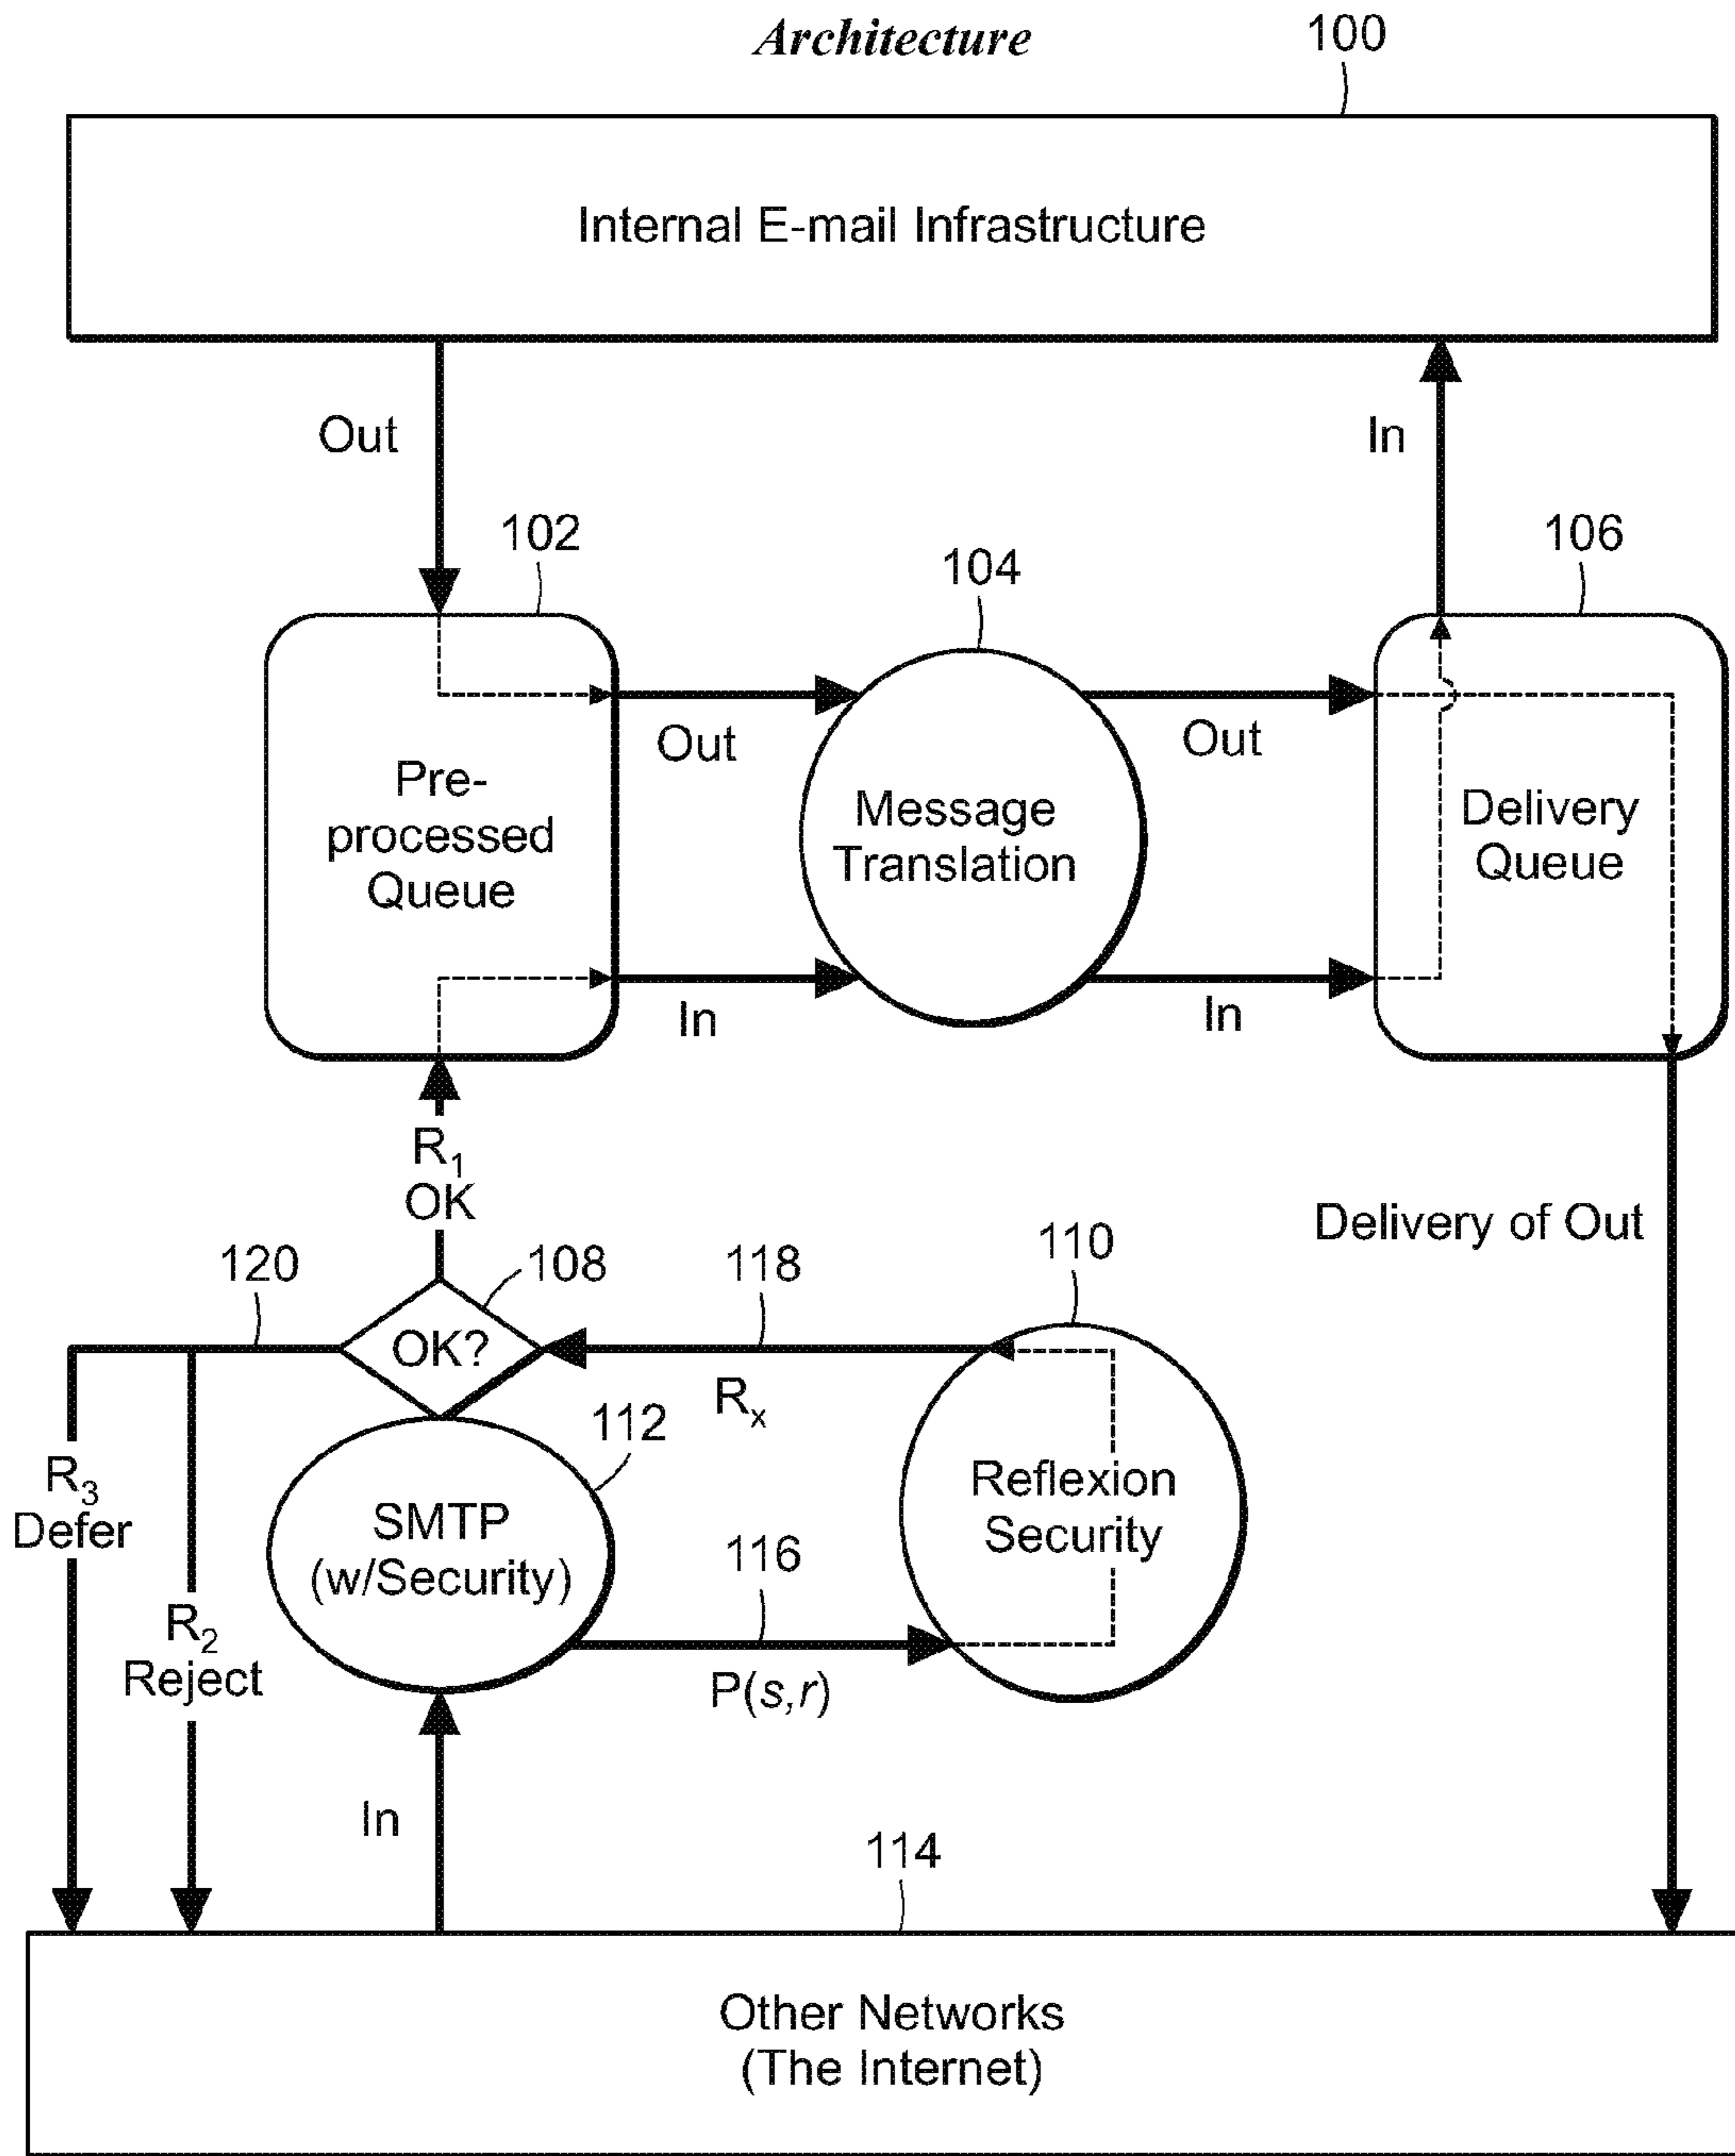 Architecture
100
Internal E-mail Infrastructure
Out
In
102
104
106
Out
Out
Pre-
processed
Queue
Message
Translation
Delivery
Queue
In
In
R1
OK
Delivery of Out
120
108
118
110
OK?
Rx
112
R3
Defer
SMTP
(w/Security)
Reflexion
Security
116
R2
Reject
P(s,r)
In
114
Other Networks
(The Internet)